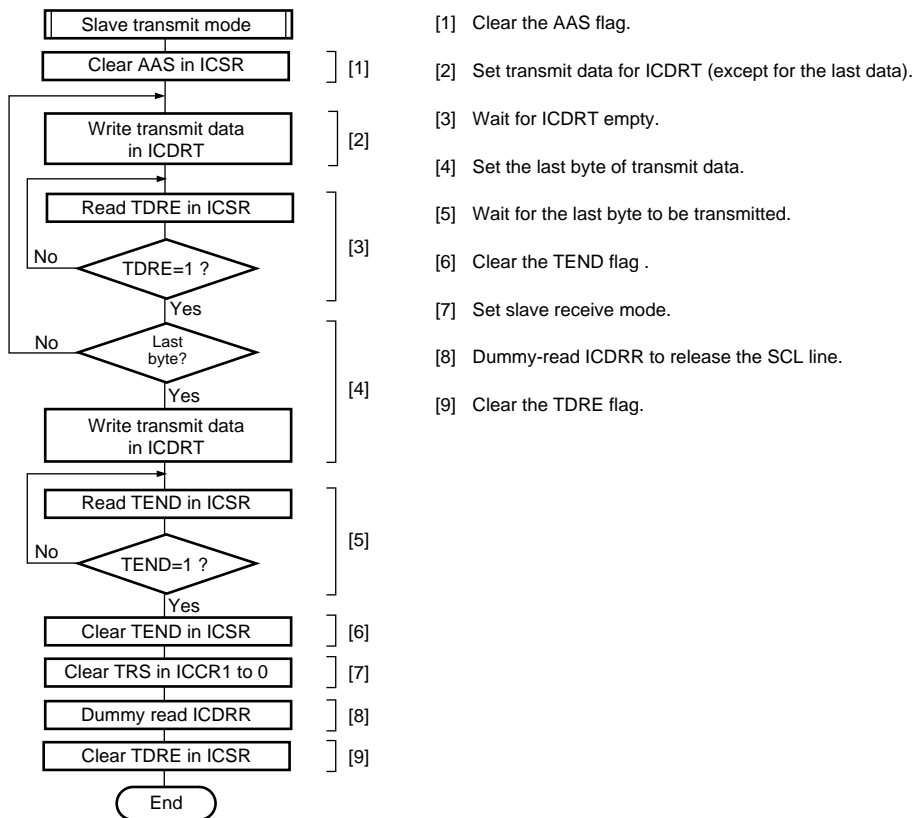 Slave transmit mode
Clear AAS in ICSR
[1]
Write transmit data
in ICDRT
[2]
Read TDRE in ICSR
No
TDRE=1 ?
[3]
Yes
No
Last
byte?
[4]
Yes
Write transmit data
in ICDRT
Read TEND in ICSR
No
TEND=1 ?
[5]
Yes
Clear TEND in ICSR
[6]
Clear TRS in ICCR1 to 0
[7]
Dummy read ICDRR
[8]
Clear TDRE in ICSR
[9]
End
[1] Clear the AAS flag.
[2] Set transmit data for ICDRT (except for the last data).
[3] Wait for ICDRT empty.
[4] Set the last byte of transmit data.
[5] Wait for the last byte to be transmitted.
[6] Clear the TEND flag .
[7] Set slave receive mode.
[8] Dummy-read ICDRR to release the SCL line.
[9] Clear the TDRE flag.